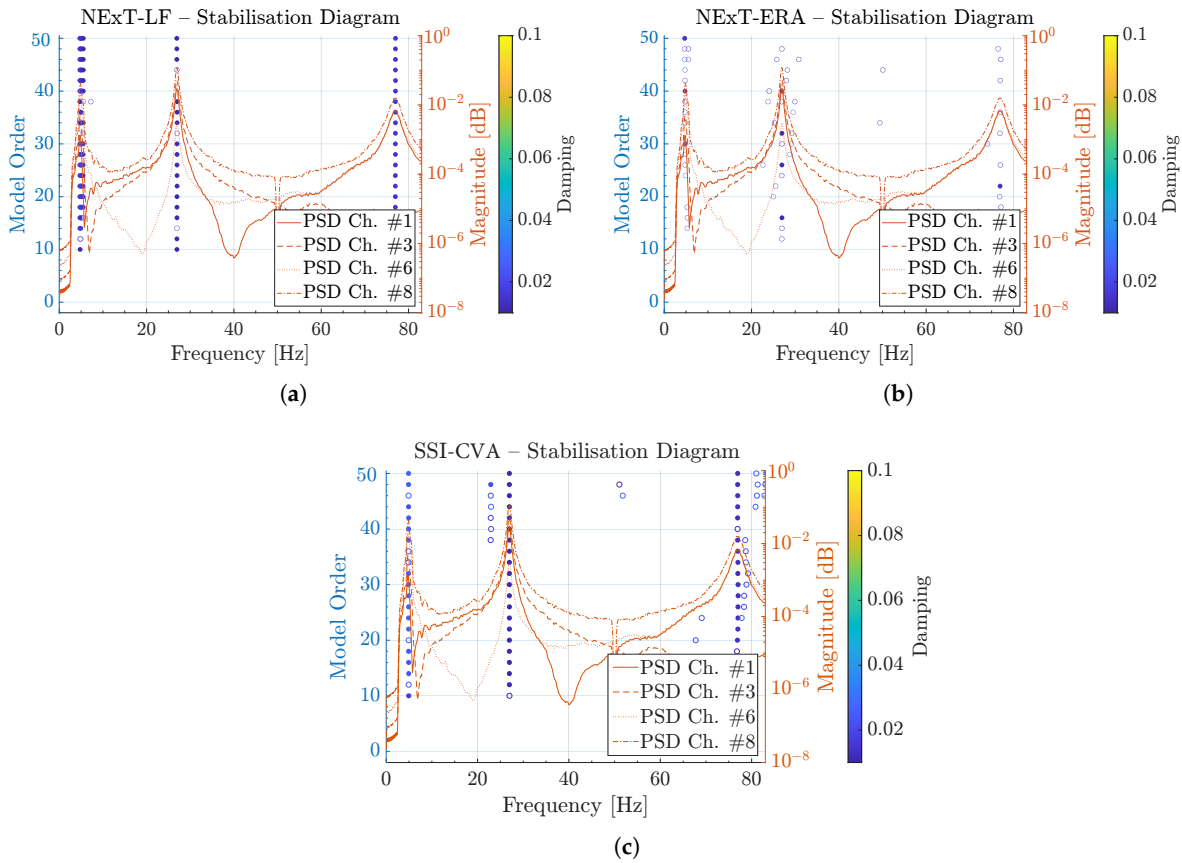 NExT-LF – Stabilisation Diagram
50
40
30
20
10
0
Model Order
0
20
40
60
80
Frequency [Hz]
10^0
10^-2
10^-4
10^-6
10^-8
Magnitude [dB]
PSD Ch. #1
PSD Ch. #3
PSD Ch. #6
PSD Ch. #8
0.1
0.08
0.06
0.04
0.02
Damping
(a)
NExT-ERA – Stabilisation Diagram
50
40
30
20
10
0
Model Order
0
20
40
60
80
Frequency [Hz]
10^0
10^-2
10^-4
10^-6
10^-8
Magnitude [dB]
PSD Ch. #1
PSD Ch. #3
PSD Ch. #6
PSD Ch. #8
0.1
0.08
0.06
0.04
0.02
Damping
(b)
SSI-CVA – Stabilisation Diagram
50
40
30
20
10
0
Model Order
0
20
40
60
80
Frequency [Hz]
10^0
10^-2
10^-4
10^-6
10^-8
Magnitude [dB]
PSD Ch. #1
PSD Ch. #3
PSD Ch. #6
PSD Ch. #8
0.1
0.08
0.06
0.04
0.02
Damping
(c)